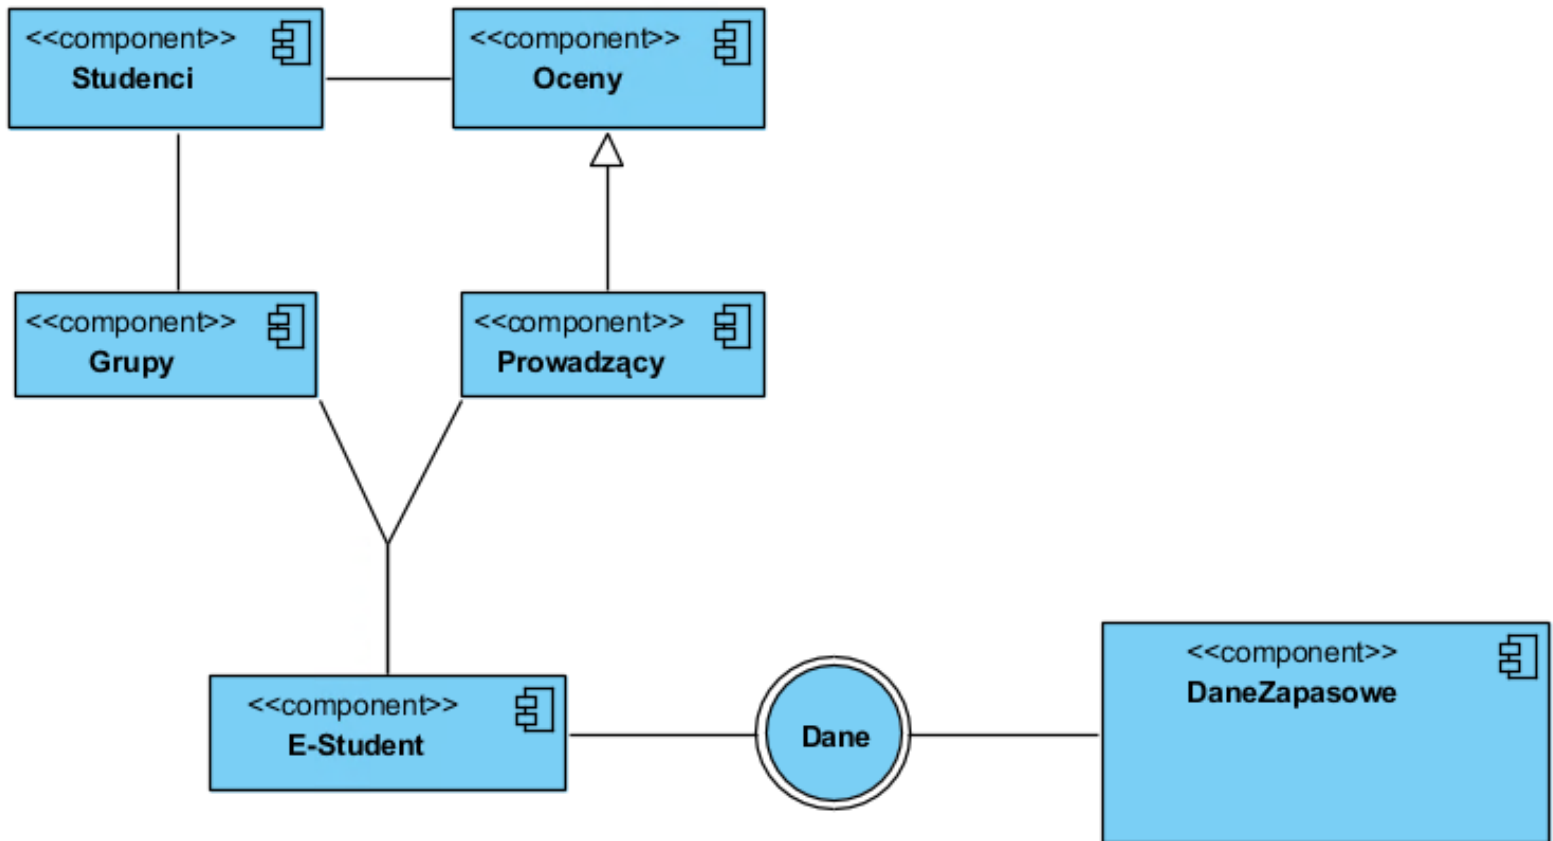 <<component>>
Studenci
<<component>>
Oceny
<<component>>
Grupy
<<component>>
Prowadzący
<<component>>
E-Student
Dane
<<component>>
DaneZapasowe